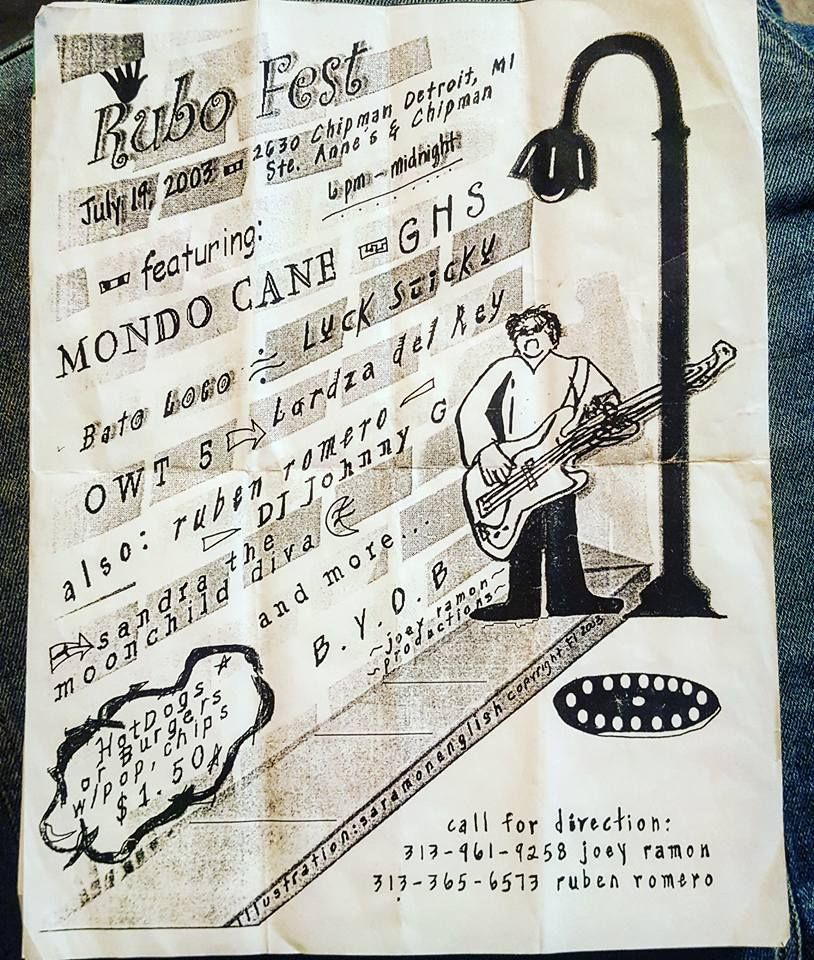 Rubo Fest
July 19, 2003 - 2630 Chipman Detroit, MI
Ste. Anne's & Chipman
6 pm - midnight
featuring:
MONDO CANE GHS
Bato Loco LUCK STICKY
OWT 5 Lardza del Rey
also: ruben romero
DJ Johnny G
sandra the
moonchild diva
and more...
B.Y.O.B
~joey ramon~
~productions~
HotDogs
or Burgers
w/pop, chips
$1.50
Illustration: saramonenglish copyright 2003
call for direction:
313-961-9258 joey ramon
313-365-6573 ruben romero